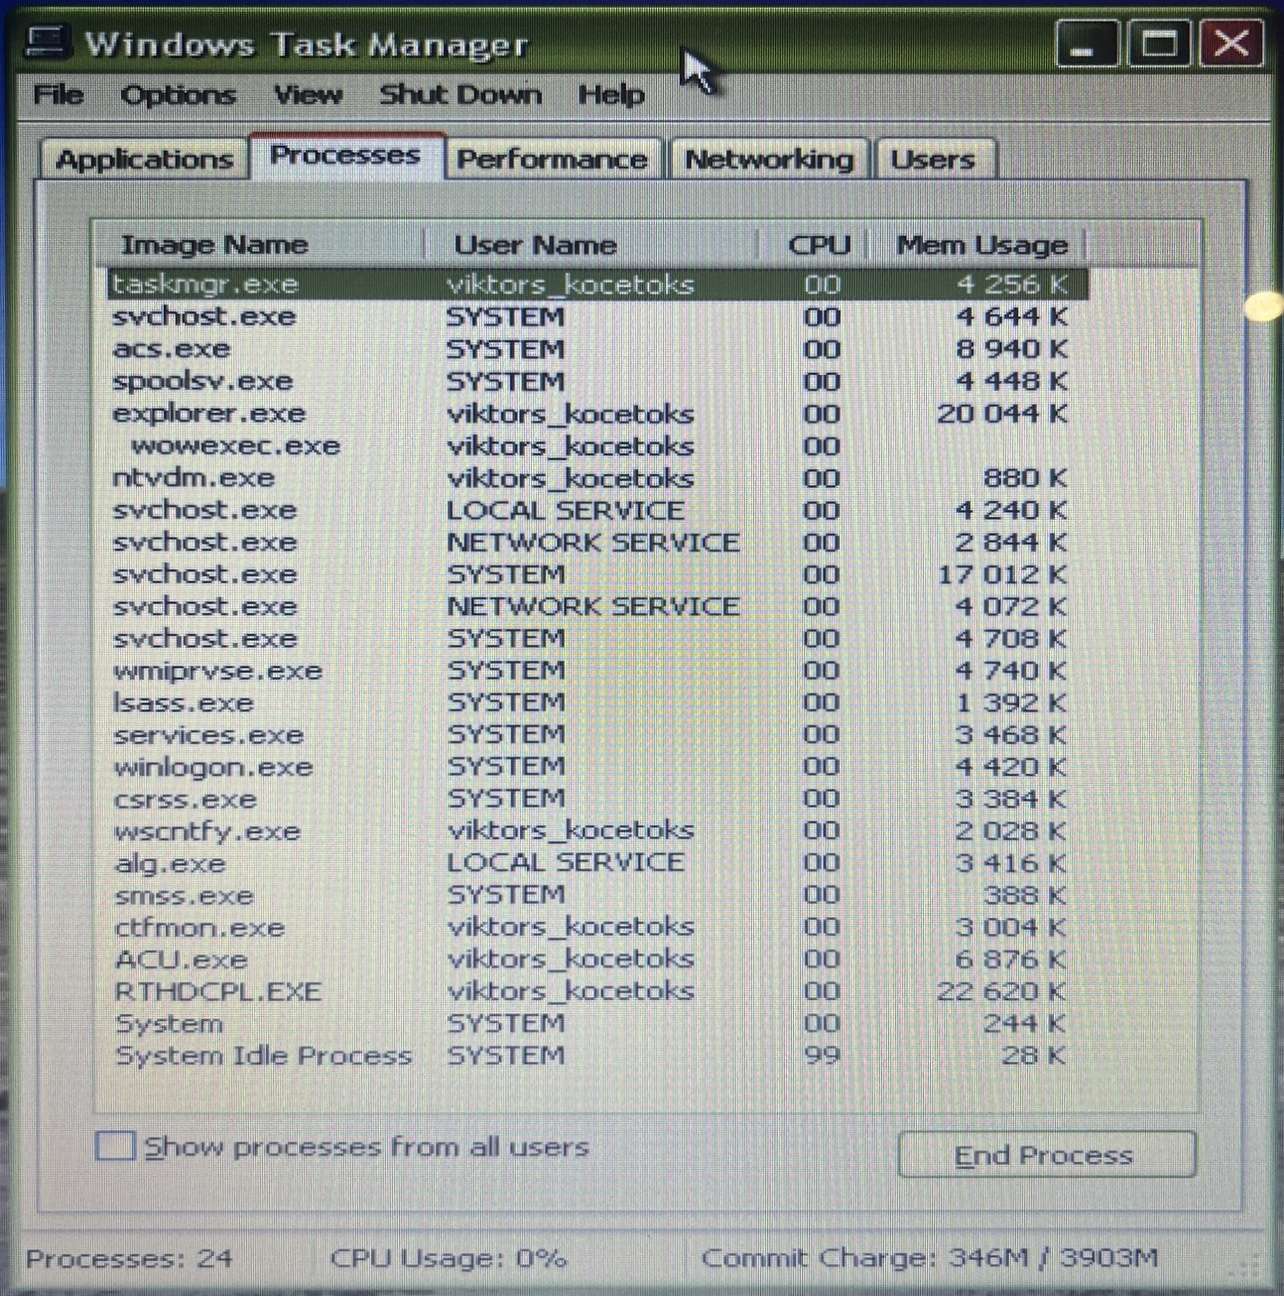 Windows Task Manager
File Options View Shut Down Help
Applications Processes Performance Networking Users
Image Name User Name CPU Mem Usage
taskmgr.exe viktors_kocetoks 00 4 256 K
svchost.exe SYSTEM 00 4 644 K
acs.exe SYSTEM 00 8 940 K
spoolsv.exe SYSTEM 00 4 448 K
explorer.exe viktors_kocetoks 00 20 044 K
wowexec.exe viktors_kocetoks 00
ntvdm.exe viktors_kocetoks 00 880 K
svchost.exe LOCAL SERVICE 00 4 240 K
svchost.exe NETWORK SERVICE 00 2 844 K
svchost.exe SYSTEM 00 17 012 K
svchost.exe NETWORK SERVICE 00 4 072 K
svchost.exe SYSTEM 00 4 708 K
wmiprvse.exe SYSTEM 00 4 740 K
lsass.exe SYSTEM 00 1 392 K
services.exe SYSTEM 00 3 468 K
winlogon.exe SYSTEM 00 4 420 K
csrss.exe SYSTEM 00 3 384 K
wscntfy.exe viktors_kocetoks 00 2 028 K
alg.exe LOCAL SERVICE 00 3 416 K
smss.exe SYSTEM 00 388 K
ctfmon.exe viktors_kocetoks 00 3 004 K
ACU.exe viktors_kocetoks 00 6 876 K
RTHDCPL.EXE viktors_kocetoks 00 22 620 K
System SYSTEM 00 244 K
System Idle Process SYSTEM 99 28 K
Show processes from all users End Process
Processes: 24 CPU Usage: 0% Commit Charge: 346M / 3903M